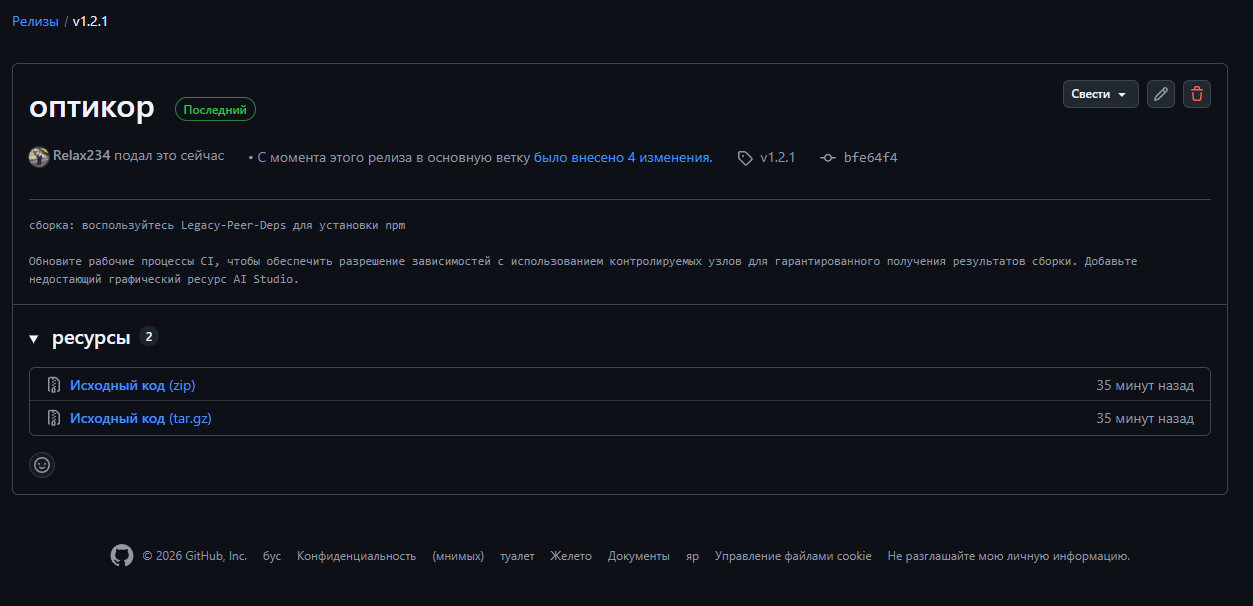 Релизы / v1.2.1
оптикор Последний Свести
Relax234 подал это сейчас • С момента этого релиза в основную ветку было внесено 4 изменения. v1.2.1 bfe64f4
сборка: воспользуйтесь Legacy-Peer-Deps для установки npm
Обновите рабочие процессы CI, чтобы обеспечить разрешение зависимостей с использованием контролируемых узлов для гарантированного получения результатов сборки. Добавьте
недостающий графический ресурс AI Studio.
ресурсы 2
Исходный код (zip) 35 минут назад
Исходный код (tar.gz) 35 минут назад
© 2026 GitHub, Inc. бус Конфиденциальность (мнимых) туалет Желето Документы яр Управление файлами cookie Не разглашайте мою личную информацию.